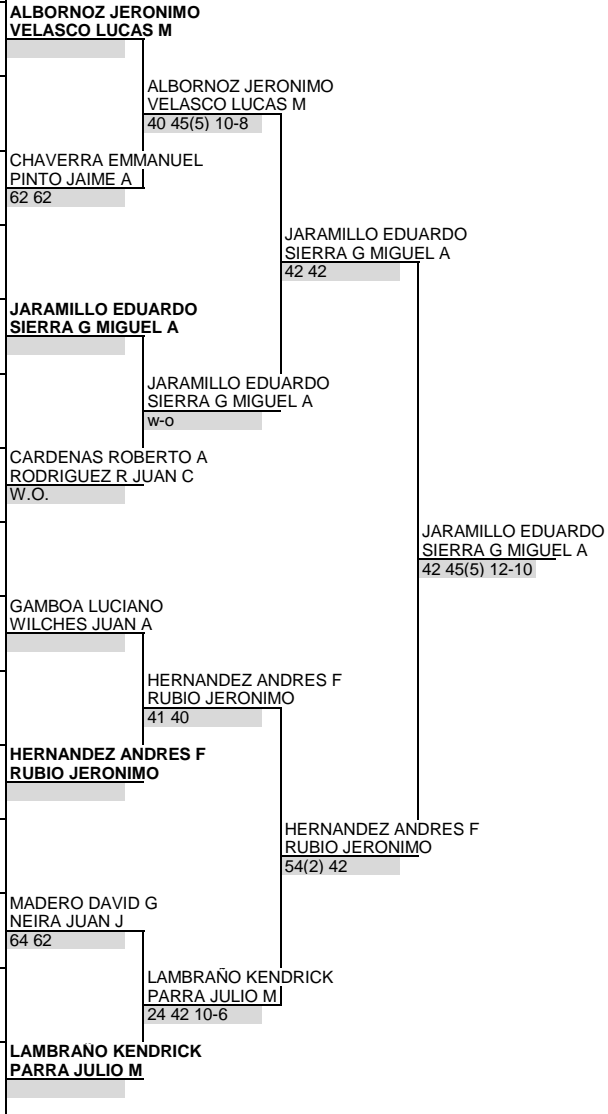 ALBORNOZ JERONIMO
VELASCO LUCAS M
ALBORNOZ JERONIMO
VELASCO LUCAS M
40 45(5) 10-8
CHAVERRA EMMANUEL
PINTO JAIME A
62 62
JARAMILLO EDUARDO
SIERRA G MIGUEL A
42 42
JARAMILLO EDUARDO
SIERRA G MIGUEL A
JARAMILLO EDUARDO
SIERRA G MIGUEL A
w-o
CARDENAS ROBERTO A
RODRIGUEZ R JUAN C
W.O.
JARAMILLO EDUARDO
SIERRA G MIGUEL A
42 45(5) 12-10
GAMBOA LUCIANO
WILCHES JUAN A
HERNANDEZ ANDRES F
RUBIO JERONIMO
41 40
HERNANDEZ ANDRES F
RUBIO JERONIMO
HERNANDEZ ANDRES F
RUBIO JERONIMO
54(2) 42
MADERO DAVID G
NEIRA JUAN J
64 62
LAMBRAÑO KENDRICK
PARRA JULIO M
24 42 10-6
LAMBRAÑO KENDRICK
PARRA JULIO M